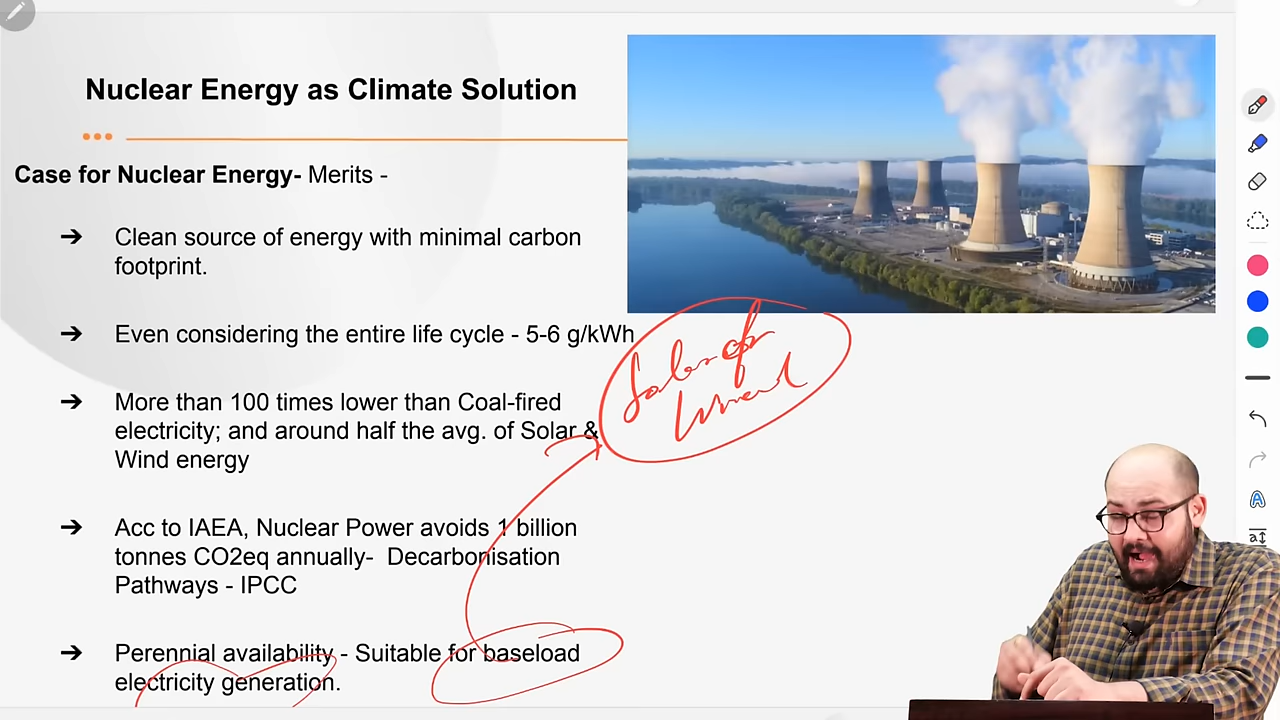 Nuclear Energy as Climate Solution
Case for Nuclear Energy- Merits -
➔ Clean source of energy with minimal carbon
footprint.
➔ Even considering the entire life cycle - 5-6 g/kWh
➔ More than 100 times lower than Coal-fired
electricity; and around half the avg. of Solar &
Wind energy
➔ Acc to IAEA, Nuclear Power avoids 1 billion
tonnes CO2eq annually- Decarbonisation
Pathways - IPCC
➔ Perennial availability - Suitable for baseload
electricity generation.